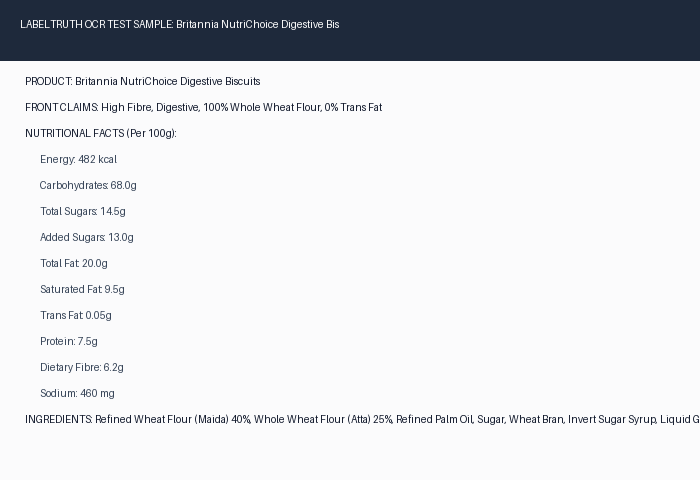 LABELTRUTH OCR TEST SAMPLE: Britannia NutriChoice Digestive Bis
PRODUCT: Britannia NutriChoice Digestive Biscuits
FRONT CLAIMS: High Fibre, Digestive, 100% Whole Wheat Flour, 0% Trans Fat
NUTRITIONAL FACTS (Per 100g):
Energy: 482 kcal
Carbohydrates: 68.0g
Total Sugars: 14.5g
Added Sugars: 13.0g
Total Fat: 20.0g
Saturated Fat: 9.5g
Trans Fat: 0.05g
Protein: 7.5g
Dietary Fibre: 6.2g
Sodium: 460 mg
INGREDIENTS: Refined Wheat Flour (Maida) 40%, Whole Wheat Flour (Atta) 25%, Refined Palm Oil, Sugar, Wheat Bran, Invert Sugar Syrup, Liquid G